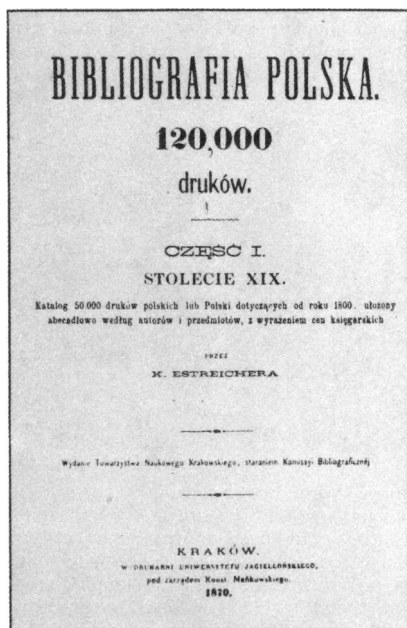 BIBLIOGRAFIA POLSKA.
120,000
druków.
CZĘŚĆ I.
STOLECIE XIX.
Katalog 50.000 druków polskich lub Polski dotyczących od roku 1800. ułożony
abecadłowo według autorów i przedmiotów, z wyrażeniem cen księgarskich
PRZEZ
K. ESTREICHERA
Wydanie Towarzystwa Naukowego Krakowskiego, staraniem Komissyi Bibliograficznéj
KRAKÓW.
W DRUKARNI UNIWERSYTETU JAGIELLOŃSKIEGO,
pod zarządem Konst. Mańkowskiego.
1870.